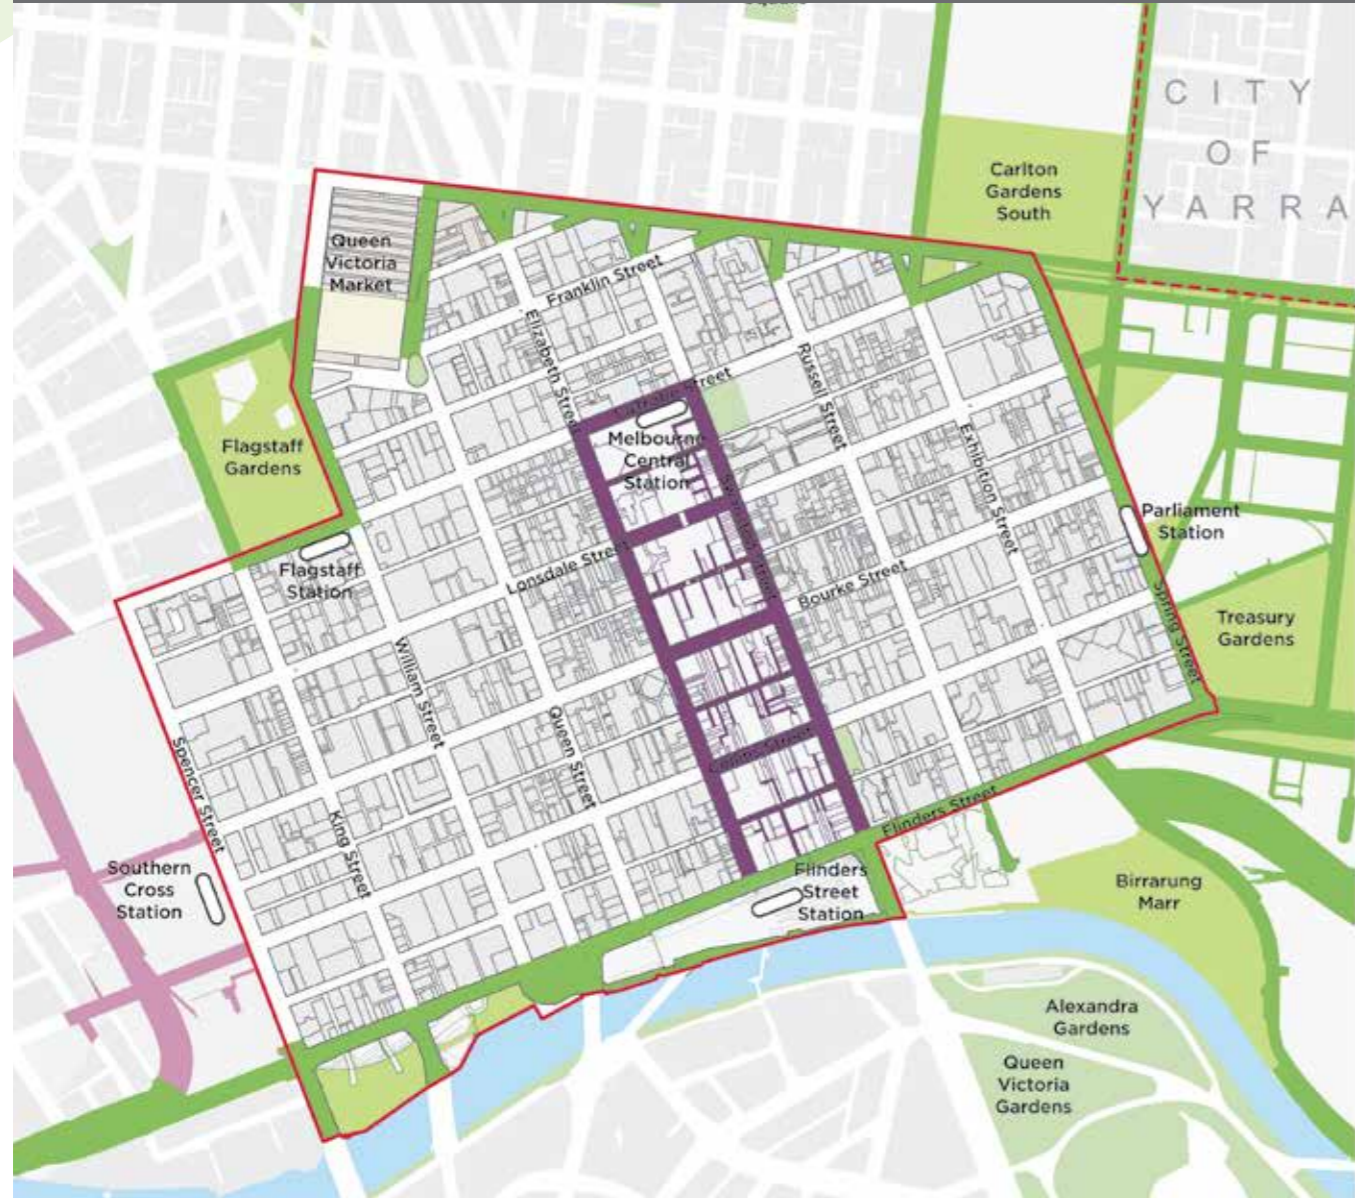 CITY
OF
YARRA
Carlton
Gardens
South
Queen
Victoria
Market
Franklin Street
Elizabeth Street
Russell Street
Street
Melbourne
Central
Station
Exhibition Street
Flagstaff
Gardens
Parliament
Station
Flagstaff
Station
Lonsdale Street
Bourke Street
Spring Street
Treasury
Gardens
William Street
Queen Street
Spencer Street
King Street
Street
Flinders Street
Southern
Cross
Station
Flinders
Street
Station
Birrarung
Marr
Alexandra
Gardens
Queen
Victoria
Gardens